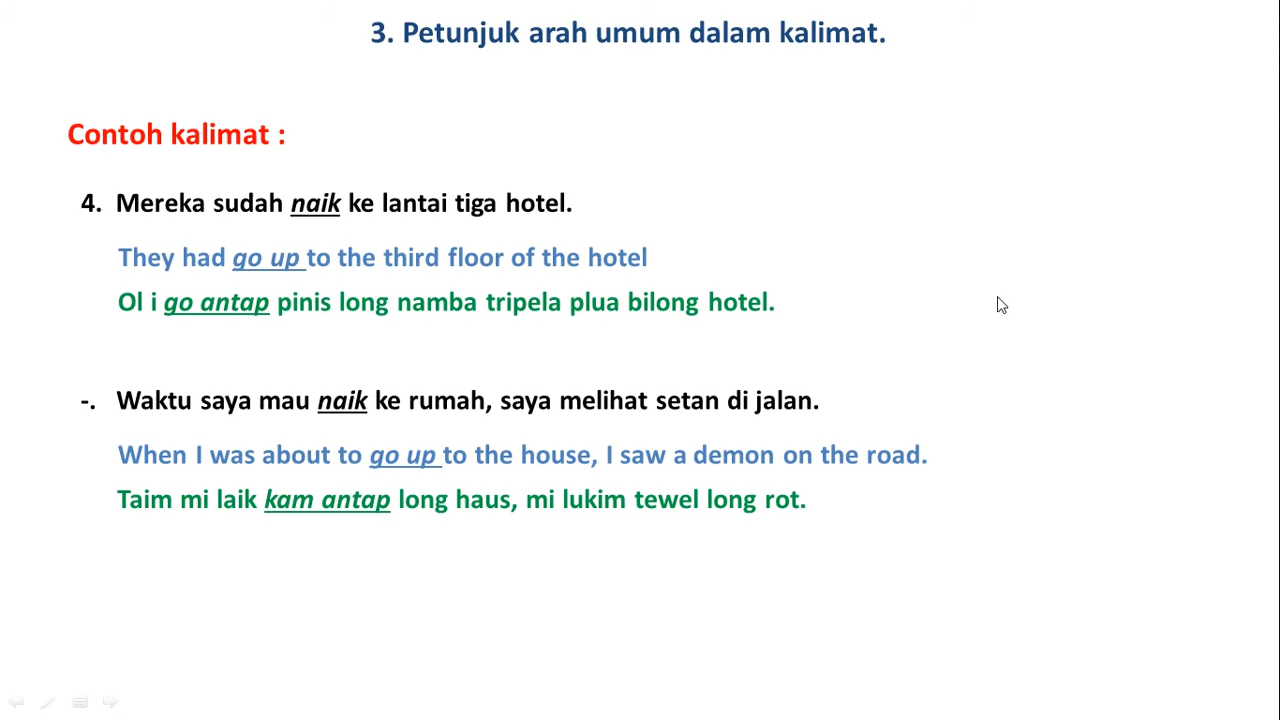 3. Petunjuk arah umum dalam kalimat.
Contoh kalimat :
4. Mereka sudah naik ke lantai tiga hotel.
They had go up to the third floor of the hotel
Ol i go antap pinis long namba tripela plua bilong hotel.
-. Waktu saya mau naik ke rumah, saya melihat setan di jalan.
When I was about to go up to the house, I saw a demon on the road.
Taim mi laik kam antap long haus, mi lukim tewel long rot.